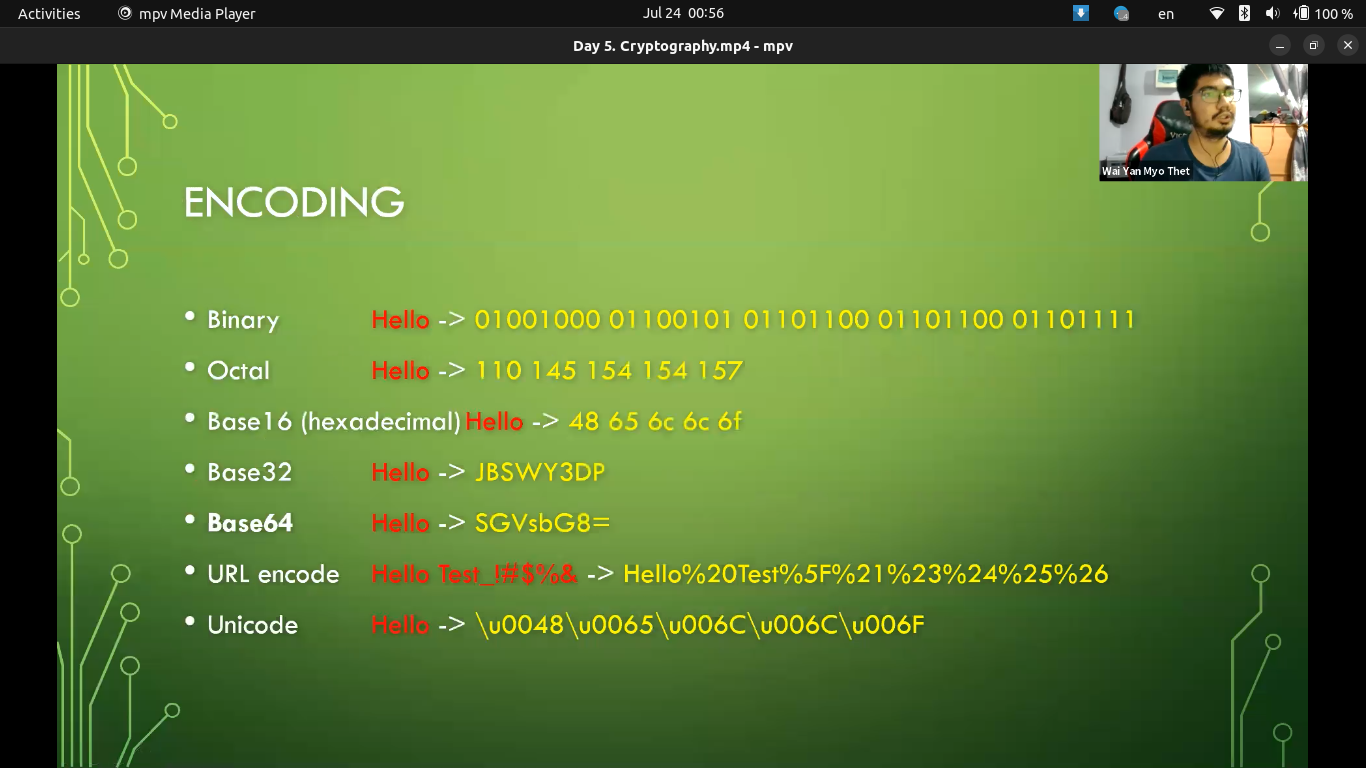 Activities
mpv Media Player
Jul 24 00:56
en
100 %
Day 5. Cryptography.mp4 - mpv
Wai Yan Myo Thet
ENCODING
• Binary Hello -> 01001000 01100101 01101100 01101100 01101111
• Octal Hello -> 110 145 154 154 157
• Base16 (hexadecimal) Hello -> 48 65 6c 6c 6f
• Base32 Hello -> JBSWY3DP
• Base64 Hello -> SGVsbG8=
• URL encode Hello Test_!#$%& -> Hello%20Test%5F%21%23%24%25%26
• Unicode Hello -> \u0048\u0065\u006C\u006C\u006F